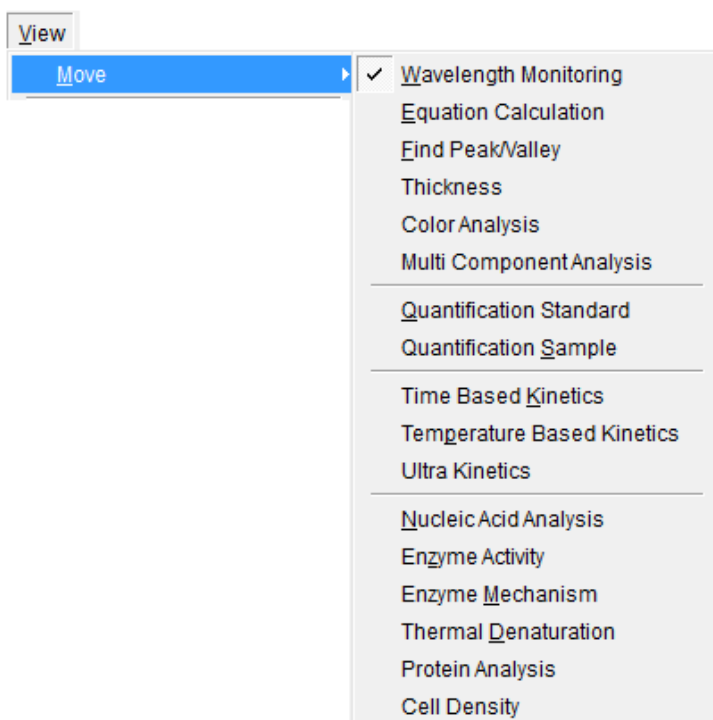 View
Move
Wavelength Monitoring
Equation Calculation
Find Peak/Valley
Thickness
Color Analysis
Multi Component Analysis
Quantification Standard
Quantification Sample
Time Based Kinetics
Temperature Based Kinetics
Ultra Kinetics
Nucleic Acid Analysis
Enzyme Activity
Enzyme Mechanism
Thermal Denaturation
Protein Analysis
Cell Density